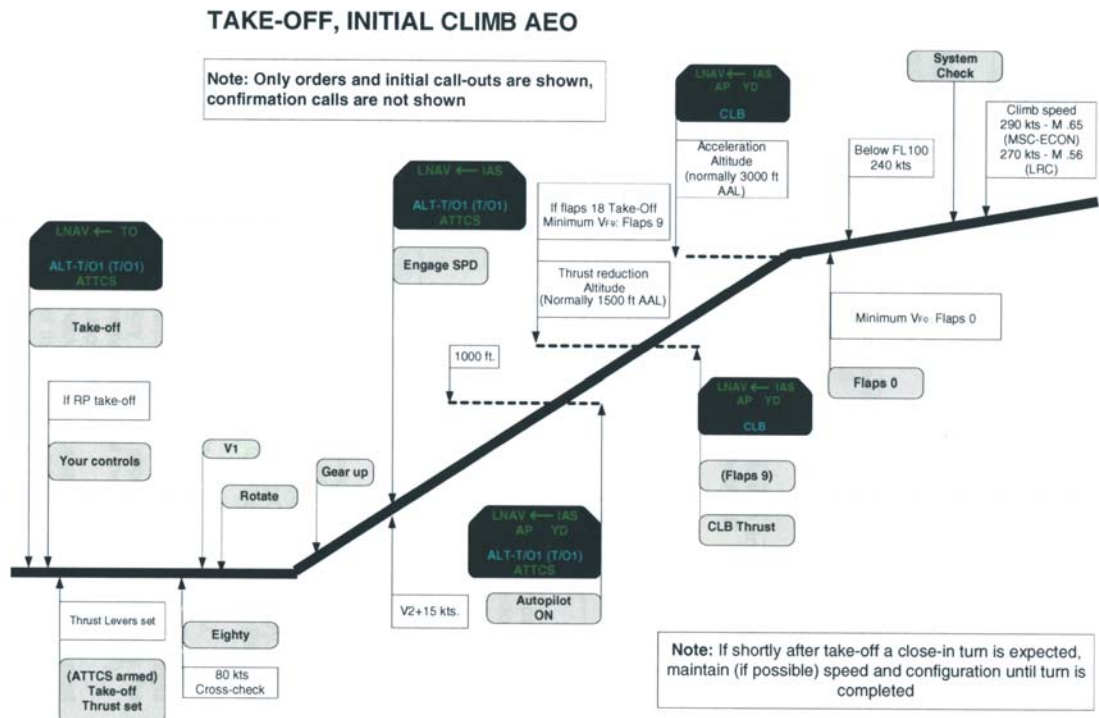 TAKE-OFF, INITIAL CLIMB AEO
Note: Only orders and initial call-outs are shown,
confirmation calls are not shown
LNAV ← TO
ALT-T/O1 (T/O1)
ATTCS
Take-off
If RP take-off
Your controls
V1
Rotate
Gear up
Thrust Levers set
(ATTCS armed)
Take-off
Thrust set
Eighty
80 kts
Cross-check
LNAV ← IAS
ALT-T/O1 (T/O1)
ATTCS
Engage SPD
V2+15 kts.
1000 ft.
LNAV ← IAS
AP YD
ALT-T/O1 (T/O1)
ATTCS
Autopilot
ON
If flaps 18 Take-Off
Minimum VF9: Flaps 9
Thrust reduction
Altitude
(Normally 1500 ft AAL)
LNAV ← IAS
AP YD
CLB
(Flaps 9)
CLB Thrust
LNAV ← IAS
AP YD
CLB
Acceleration
Altitude
(normally 3000 ft
AAL)
Minimum VF0: Flaps 0
Flaps 0
Below FL100
240 kts
System
Check
Climb speed
290 kts - M .65
(MSC-ECON)
270 kts - M .56
(LRC)
Note: If shortly after take-off a close-in turn is expected,
maintain (if possible) speed and configuration until turn is
completed